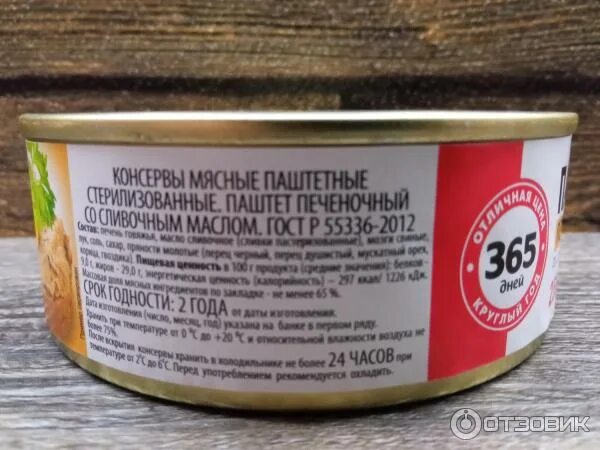 КОНСЕРВЫ МЯСНЫЕ ПАШТЕТНЫЕ
СТЕРИЛИЗОВАННЫЕ. ПАШТЕТ ПЕЧЕНОЧНЫЙ
СО СЛИВОЧНЫМ МАСЛОМ. ГОСТ Р 55336-2012
Состав: печень говяжья, масло сливочное (сливки пастеризованные), мозги свиные,
лук, соль, сахар, пряности молотые (перец черный, перец душистый, мускатный орех,
корица, гвоздика). Пищевая ценность в 100 г продукта (средние значения): белков -
9,0 г, жиров - 29,0 г, энергетическая ценность (калорийность) – 297 ккал/ 1226 кДж.
Массовая доля мясных ингредиентов по закладке - не менее 65 %.
СРОК ГОДНОСТИ: 2 ГОДА от даты изготовления.
Дата изготовления (число, месяц, год) указана на банке в первом ряду.
Хранить при температуре от 0 °С до +20 °С и относительной влажности воздуха не
более 75%.
После вскрытия консервы хранить в холодильнике не более 24 ЧАСОВ при
температуре от 2°С до 6°С. Перед употреблением рекомендуется охладить.
ОТЛИЧНАЯ ЦЕНА
365
дней
КРУГЛЫЙ ГОД
П
ОТЗОВИК